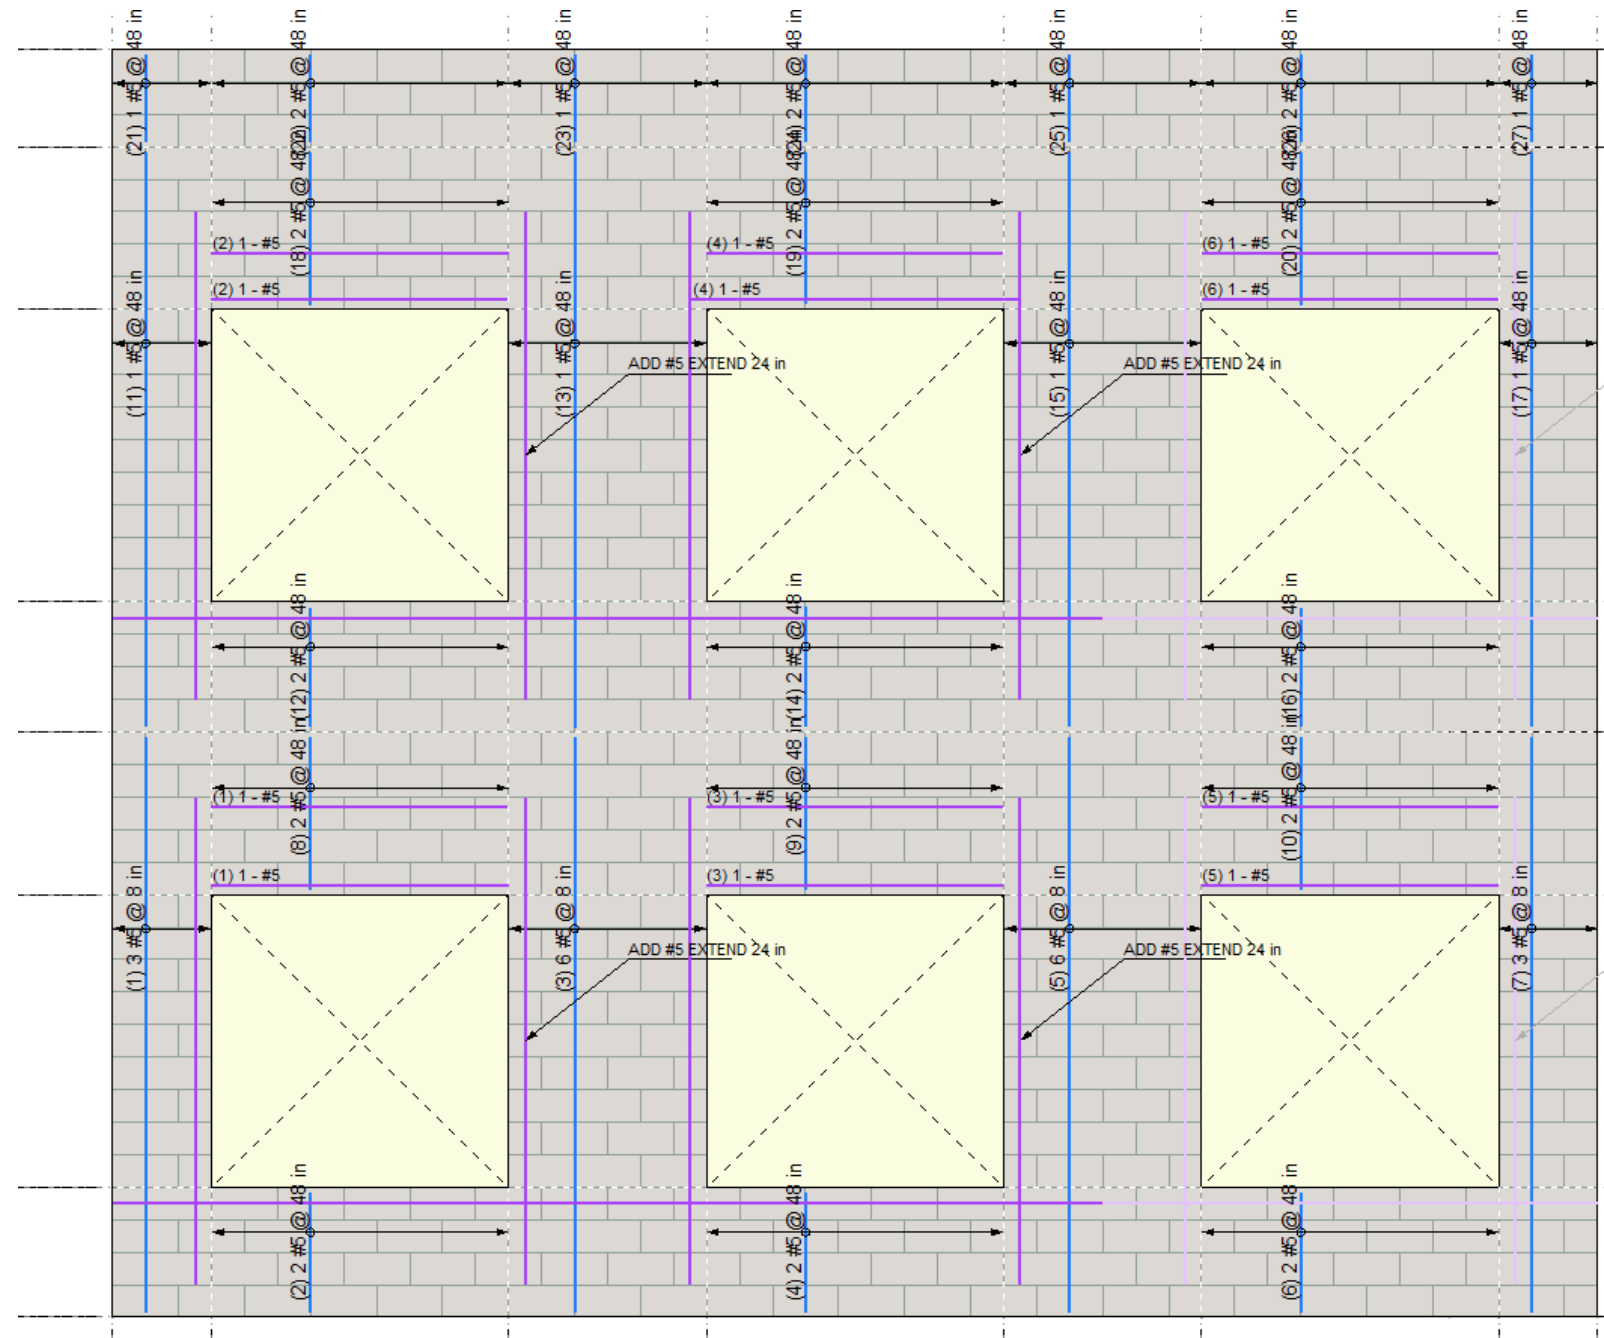 (21) 1 #5 @ 48 in
(22) 2 #5 @ 48 in
(23) 1 #5 @ 48 in
(24) 2 #5 @ 48 in
(25) 1 #5 @ 48 in
(26) 2 #5 @ 48 in
(27) 1 #5 @ 48 in
(18) 2 #5 @ 48 in
(19) 2 #5 @ 48 in
(20) 2 #5 @ 48 in
(2) 1 - #5
(4) 1 - #5
(6) 1 - #5
(2) 1 - #5
(4) 1 - #5
(6) 1 - #5
(11) 1 #5 @ 48 in
(13) 1 #5 @ 48 in
(15) 1 #5 @ 48 in
(17) 1 #5 @ 48 in
ADD #5 EXTEND 24 in
ADD #5 EXTEND 24 in
(12) 2 #5 @ 48 in
(14) 2 #5 @ 48 in
(16) 2 #5 @ 48 in
(8) 2 #5 @ 48 in
(9) 2 #5 @ 48 in
(10) 2 #5 @ 48 in
(1) 1 - #5
(3) 1 - #5
(5) 1 - #5
(1) 1 - #5
(3) 1 - #5
(5) 1 - #5
(1) 3 #5 @ 8 in
(3) 6 #5 @ 8 in
(5) 6 #5 @ 8 in
(7) 3 #5 @ 8 in
ADD #5 EXTEND 24 in
ADD #5 EXTEND 24 in
(2) 2 #5 @ 48 in
(4) 2 #5 @ 48 in
(6) 2 #5 @ 48 in